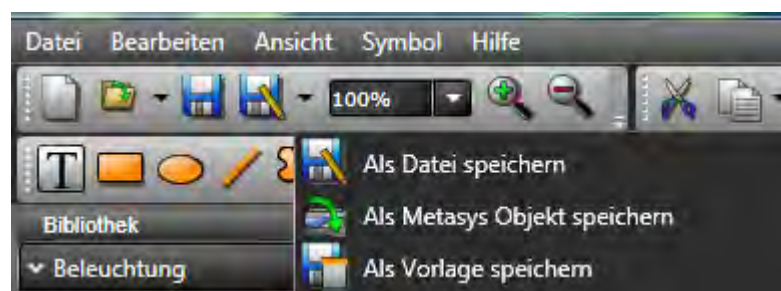 Datei Bearbeiten Ansicht Symbol Hilfe
100%
T
Als Datei speichern
Bibliothek
Als Metasys Objekt speichern
Beleuchtung
Als Vorlage speichern